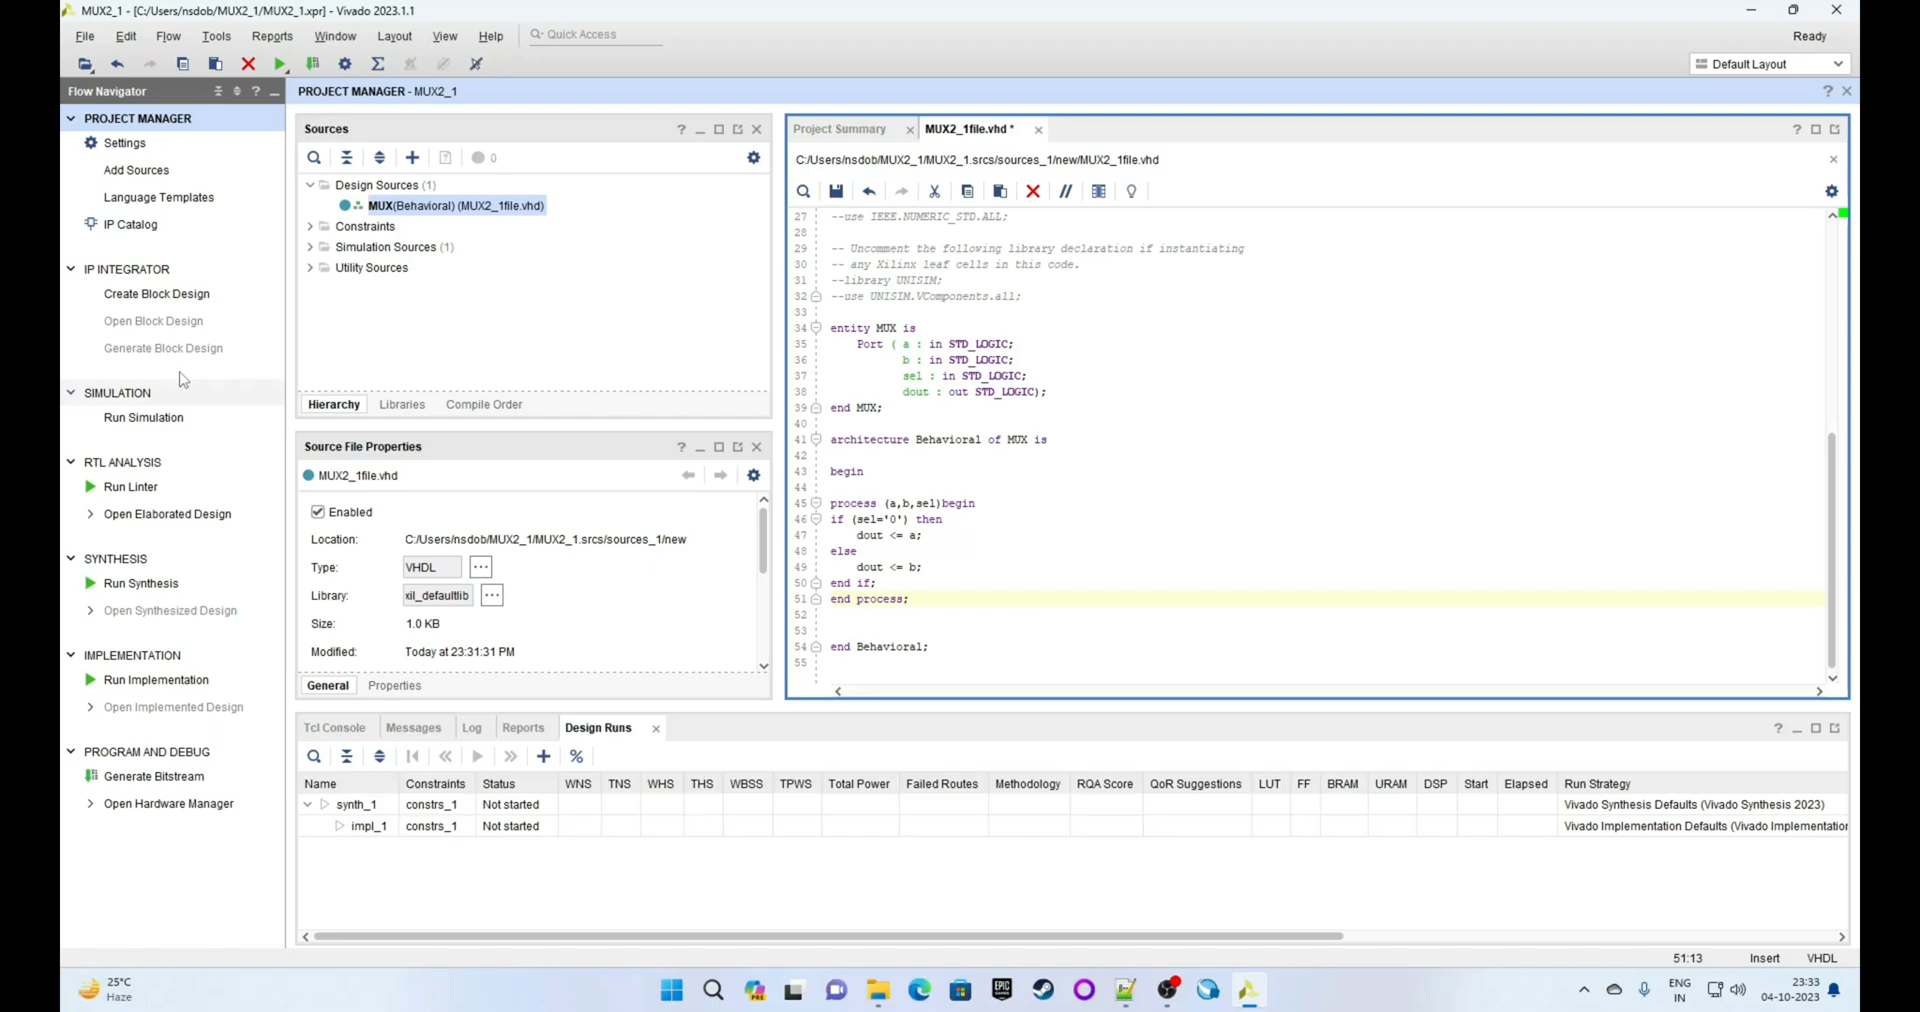 MUX2_1 - [C:/Users/nsdob/MUX2_1/MUX2_1.xpr] - Vivado 2023.1.1
File Edit Flow Tools Reports Window Layout View Help Quick Access Ready
Default Layout
Flow Navigator
PROJECT MANAGER
Settings
Add Sources
Language Templates
IP Catalog
IP INTEGRATOR
Create Block Design
Open Block Design
Generate Block Design
SIMULATION
Run Simulation
RTL ANALYSIS
Run Linter
Open Elaborated Design
SYNTHESIS
Run Synthesis
Open Synthesized Design
IMPLEMENTATION
Run Implementation
Open Implemented Design
PROGRAM AND DEBUG
Generate Bitstream
Open Hardware Manager
PROJECT MANAGER - MUX2_1
Sources
0
Design Sources (1)
MUX(Behavioral) (MUX2_1file.vhd)
Constraints
Simulation Sources (1)
Utility Sources
Hierarchy Libraries Compile Order
Source File Properties
MUX2_1file.vhd
Enabled
Location: C:/Users/nsdob/MUX2_1/MUX2_1.srcs/sources_1/new
Type: VHDL
Library: xil_defaultlib
Size: 1.0 KB
Modified: Today at 23:31:31 PM
General Properties
Project Summary MUX2_1file.vhd *
C:/Users/nsdob/MUX2_1/MUX2_1.srcs/sources_1/new/MUX2_1file.vhd
27 --use IEEE.NUMERIC_STD.ALL;
28
29 -- Uncomment the following library declaration if instantiating
30 -- any Xilinx leaf cells in this code.
31 --library UNISIM;
32 --use UNISIM.VComponents.all;
33
34 entity MUX is
35 Port ( a : in STD_LOGIC;
36 b : in STD_LOGIC;
37 sel : in STD_LOGIC;
38 dout : out STD_LOGIC);
39 end MUX;
40
41 architecture Behavioral of MUX is
42
43 begin
44
45 process (a,b,sel)begin
46 if (sel='0') then
47 dout <= a;
48 else
49 dout <= b;
50 end if;
51 end process;
52
53
54 end Behavioral;
55
Tcl Console Messages Log Reports Design Runs
Name Constraints Status WNS TNS WHS THS WBSS TPWS Total Power Failed Routes Methodology RQA Score QoR Suggestions LUT FF BRAM URAM DSP Start Elapsed Run Strategy
synth_1 constrs_1 Not started Vivado Synthesis Defaults (Vivado Synthesis 2023)
impl_1 constrs_1 Not started Vivado Implementation Defaults (Vivado Implementation
51:13 Insert VHDL
25°C
Haze
PRE
EPIC
GAMES
ENG
IN
23:33
04-10-2023